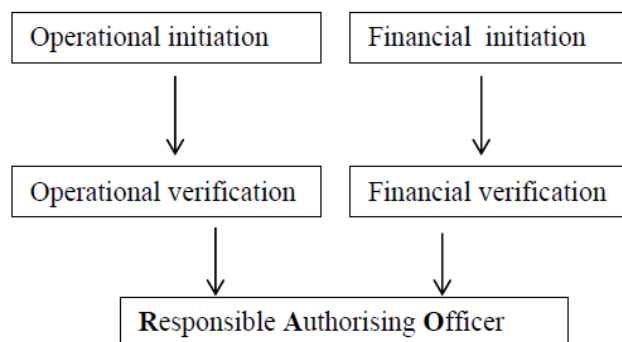 Operational initiation
Financial initiation
Operational verification
Financial verification
Responsible Authorising Officer